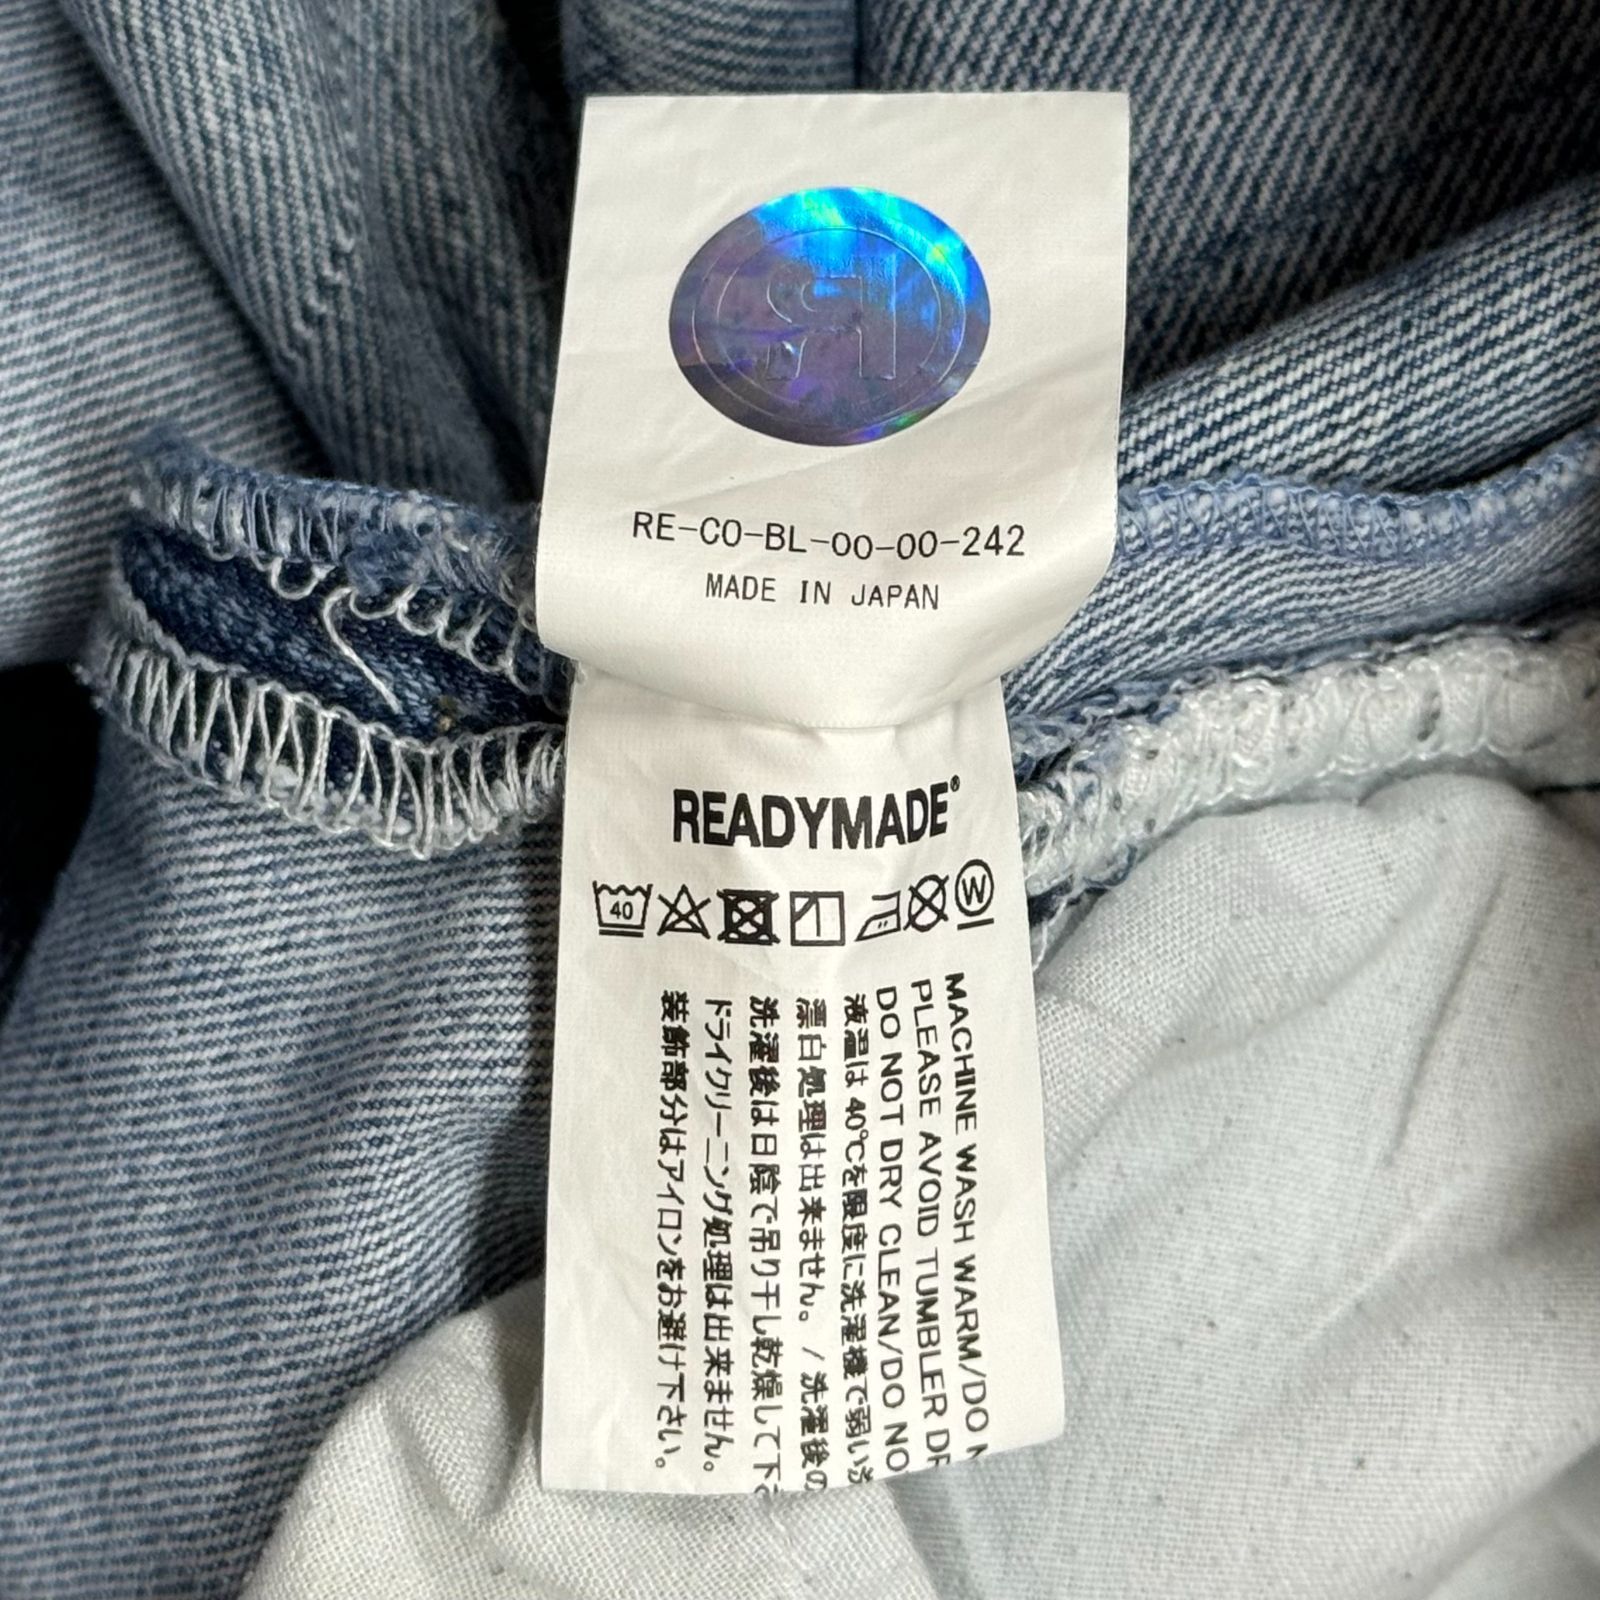 RE-CO-BL-00-00-242
MADE IN JAPAN
READYMADE®
40
W
MACHINE WASH WARM/DO
PLEASE AVOID TUMBLER
DO NOT DRY CLEAN/DO NO
液温は 40℃を限度に洗濯機で弱い
漂白処理は出来ません。 / 洗濯後の
洗濯後は日陰で吊り干し乾燥して下さ
ドライクリーニング処理は出来ません。
装飾部分はアイロンをお避け下さい。